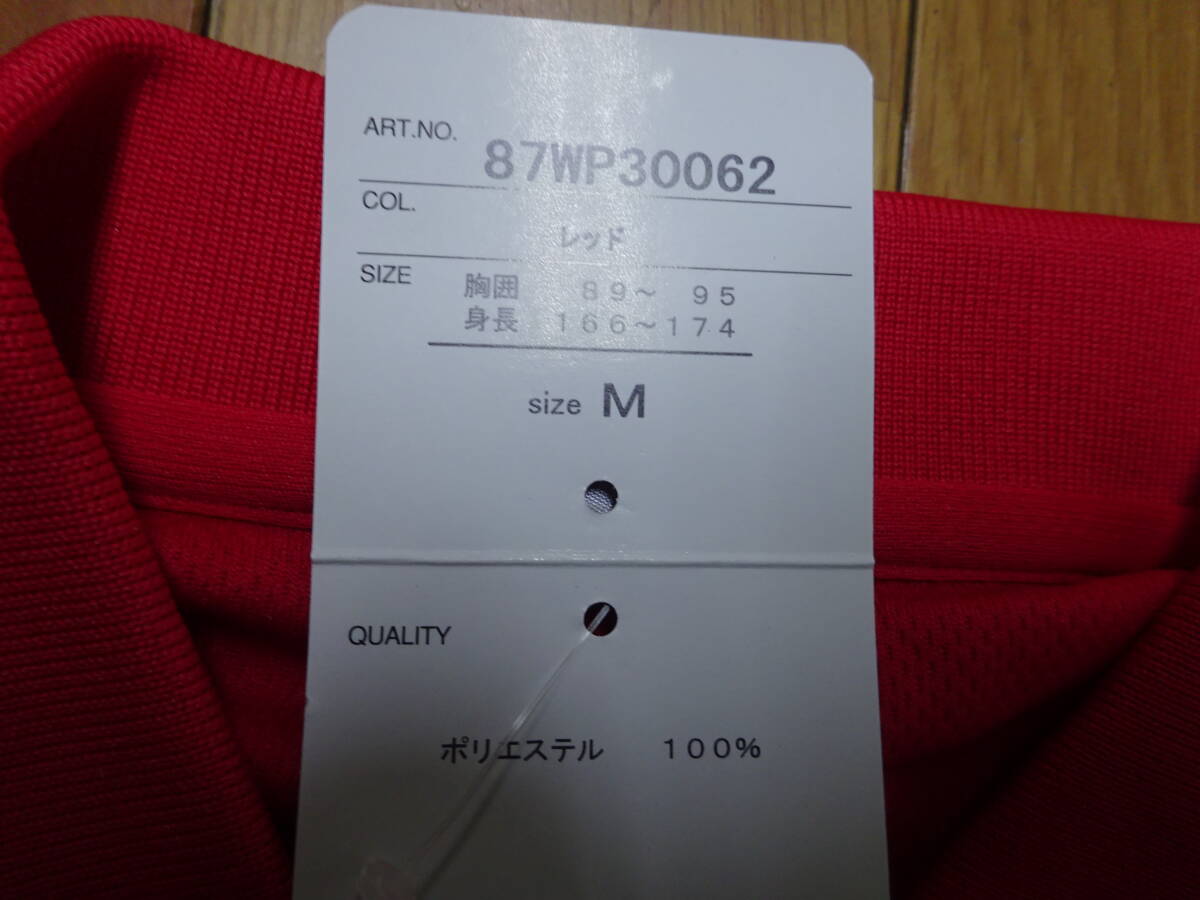 ART.NO. 87WP30062
COL. レッド
SIZE 胸囲 89～ 95
身長 166～174
size M
QUALITY
ポリエステル 100%